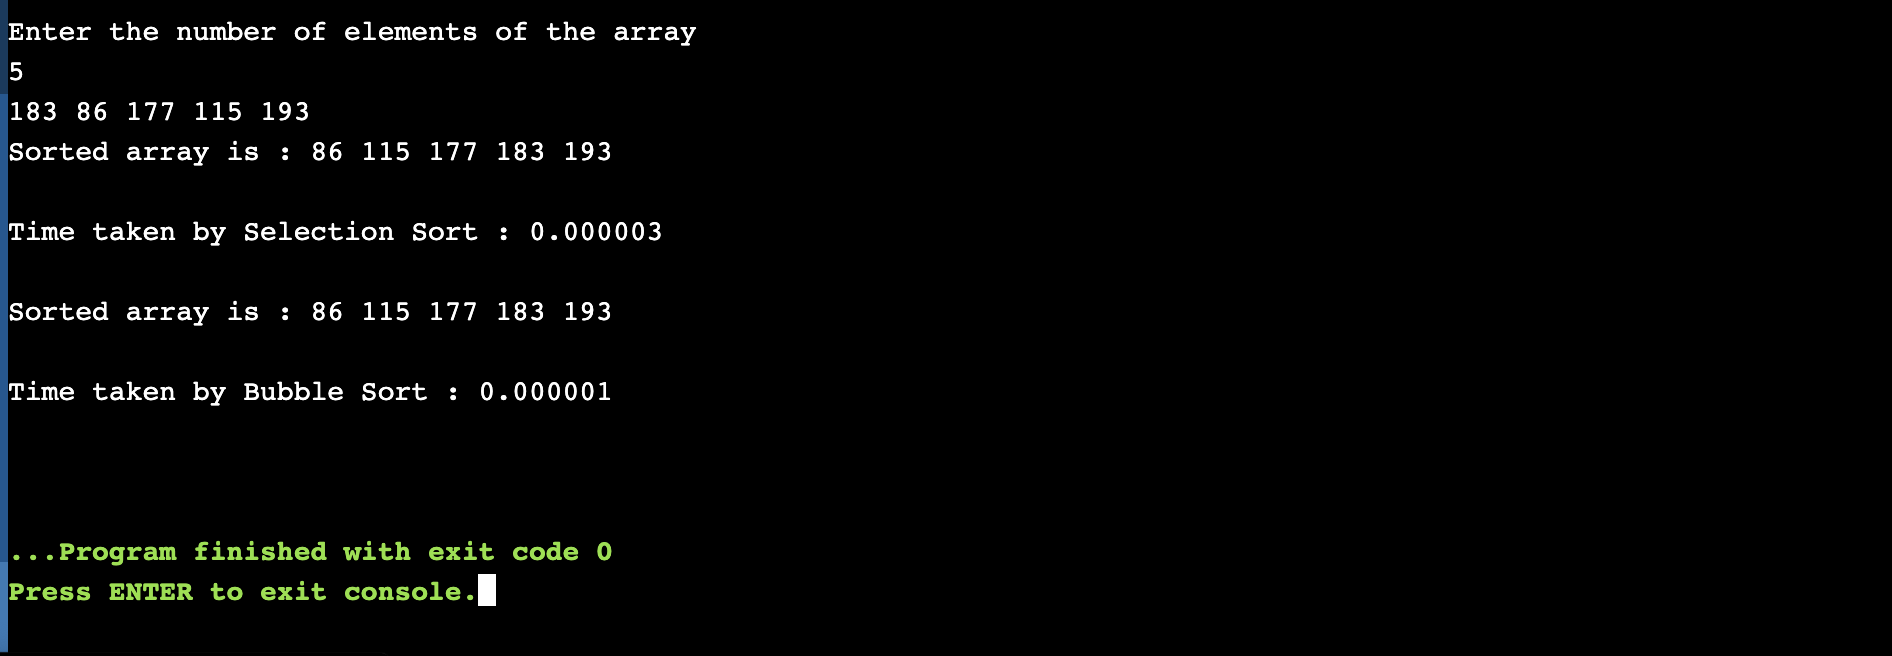 Enter the number of elements of the array
5
183 86 177 115 193
Sorted array is : 86 115 177 183 193
Time taken by Selection Sort : 0.000003
Sorted array is : 86 115 177 183 193
Time taken by Bubble Sort : 0.000001
...Program finished with exit code 0
Press ENTER to exit console.